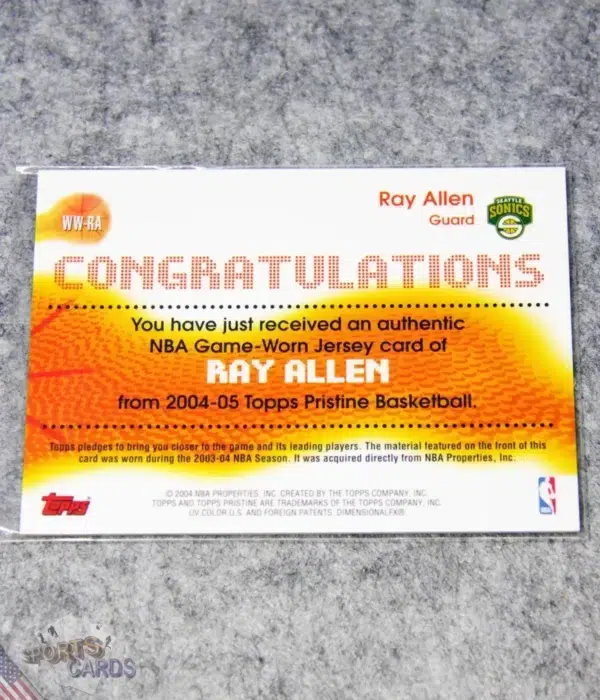 WW-RA
Ray Allen
Guard
SEATTLE
SONICS
CONGRATULATIONS
You have just received an authentic
NBA Game-Worn Jersey card of
RAY ALLEN
from 2004-05 Topps Pristine Basketball.
Topps pledges to bring you closer to the game and its leading players. The material featured on the front of this
card was worn during the 2003-04 NBA Season. It was acquired directly from NBA Properties, Inc.
© 2004 NBA PROPERTIES, INC. CREATED BY THE TOPPS COMPANY, INC.
TOPPS AND TOPPS PRISTINE ARE TRADEMARKS OF THE TOPPS COMPANY, INC.
UV COLOR U.S. AND FOREIGN PATENTS. DIMENSIONALFX®
Topps
NBA
SPORTS
CARDS